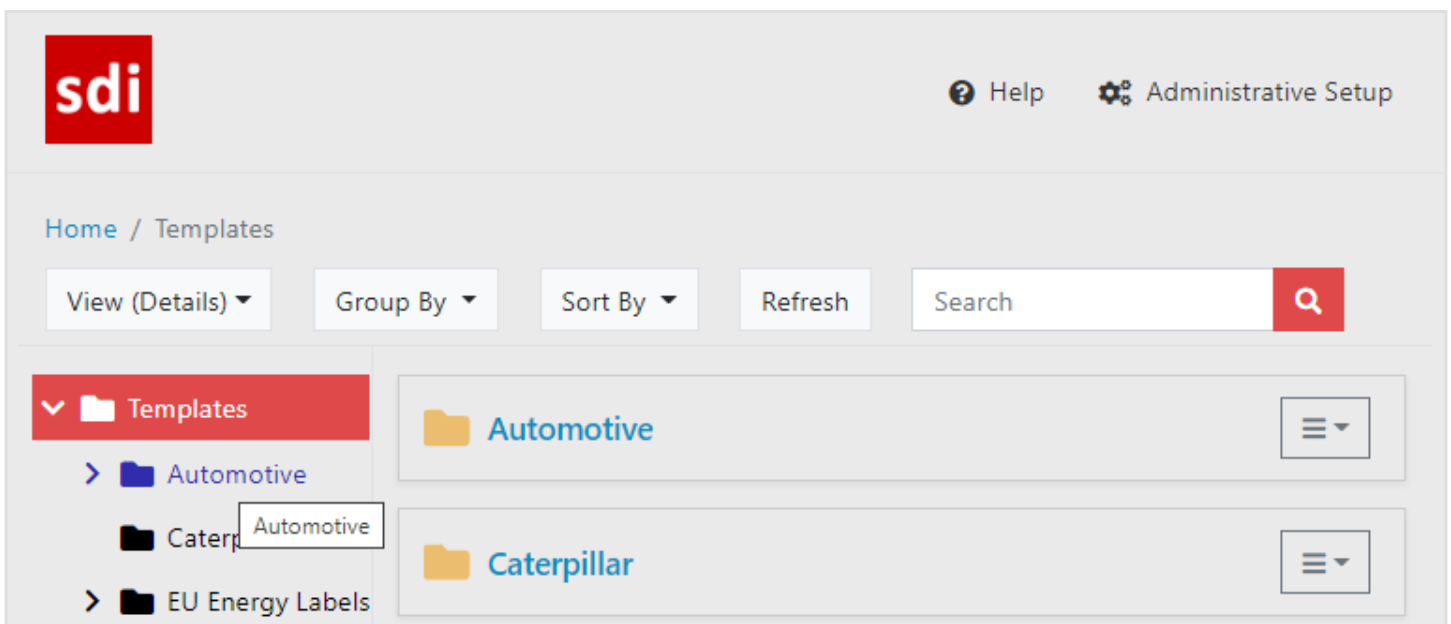 sdi
Help Administrative Setup
Home / Templates
View (Details) Group By Sort By Refresh Search
Templates
Automotive
Automotive
Caterp
EU Energy Labels
Automotive
Caterpillar